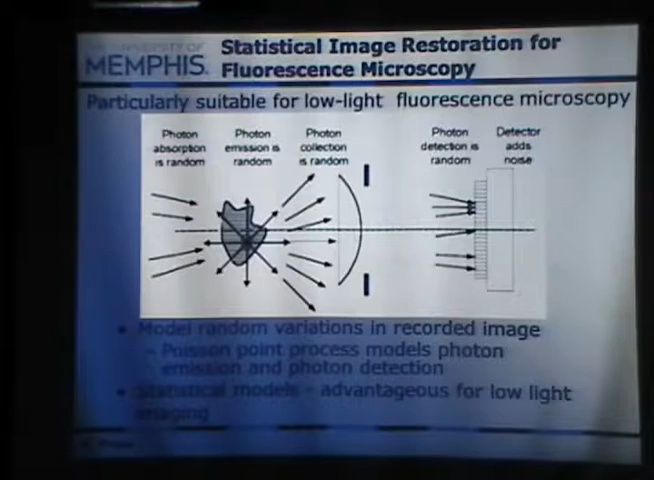 THE UNIVERSITY OF
MEMPHIS.
Statistical Image Restoration for
Fluorescence Microscopy
Particularly suitable for low-light fluorescence microscopy
Photon absorption is random
Photon emission is random
Photon collection is random
Photon detection is random
Detector adds noise
• Model random variations in recorded image
– Poisson point process models photon
emission and photon detection
• Statistical models – advantageous for low light
imaging